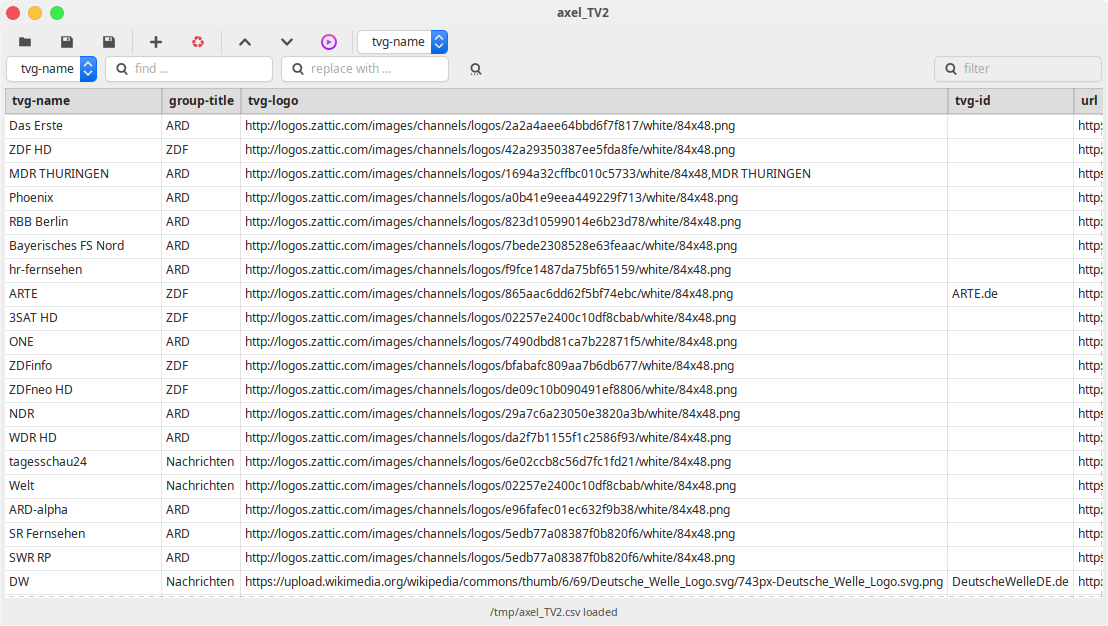 axel_TV2
tvg-name
tvg-name find ... replace with ... filter
tvg-name group-title tvg-logo tvg-id url
Das Erste ARD http://logos.zattic.com/images/channels/logos/2a2a4aee64bbd6f7f817/white/84x48.png http:
ZDF HD ZDF http://logos.zattic.com/images/channels/logos/42a29350387ee5fda8fe/white/84x48.png http:
MDR THURINGEN ARD http://logos.zattic.com/images/channels/logos/1694a32cffbc010c5733/white/84x48,MDR THURINGEN https
Phoenix ARD http://logos.zattic.com/images/channels/logos/a0b41e9eea449229f713/white/84x48.png http:
RBB Berlin ARD http://logos.zattic.com/images/channels/logos/823d10599014e6b23d78/white/84x48.png http:
Bayerisches FS Nord ARD http://logos.zattic.com/images/channels/logos/7bede2308528e63feaac/white/84x48.png http:
hr-fernsehen ARD http://logos.zattic.com/images/channels/logos/f9fce1487da75bf65159/white/84x48.png http:
ARTE ZDF http://logos.zattic.com/images/channels/logos/865aac6dd62f5bf74ebc/white/84x48.png ARTE.de http:
3SAT HD ZDF http://logos.zattic.com/images/channels/logos/02257e2400c10df8cbab/white/84x48.png http:
ONE ARD http://logos.zattic.com/images/channels/logos/7490dbd81ca7b22871f5/white/84x48.png http:
ZDFinfo ZDF http://logos.zattic.com/images/channels/logos/bfabafc809aa7b6db677/white/84x48.png http:
ZDFneo HD ZDF http://logos.zattic.com/images/channels/logos/de09c10b090491ef8806/white/84x48.png http:
NDR ARD http://logos.zattic.com/images/channels/logos/29a7c6a23050e3820a3b/white/84x48.png https
WDR HD ARD http://logos.zattic.com/images/channels/logos/da2f7b1155f1c2586f93/white/84x48.png http:
tagesschau24 Nachrichten http://logos.zattic.com/images/channels/logos/6e02ccb8c56d7fc1fd21/white/84x48.png http:
Welt Nachrichten http://logos.zattic.com/images/channels/logos/02257e2400c10df8cbab/white/84x48.png https
ARD-alpha ARD http://logos.zattic.com/images/channels/logos/e96fafec01ec632f9b38/white/84x48.png http:
SR Fernsehen ARD http://logos.zattic.com/images/channels/logos/5edb77a08387f0b820f6/white/84x48.png http:
SWR RP ARD http://logos.zattic.com/images/channels/logos/5edb77a08387f0b820f6/white/84x48.png https
DW Nachrichten https://upload.wikimedia.org/wikipedia/commons/thumb/6/69/Deutsche_Welle_Logo.svg/743px-Deutsche_Welle_Logo.svg.png DeutscheWelleDE.de http:
/tmp/axel_TV2.csv loaded